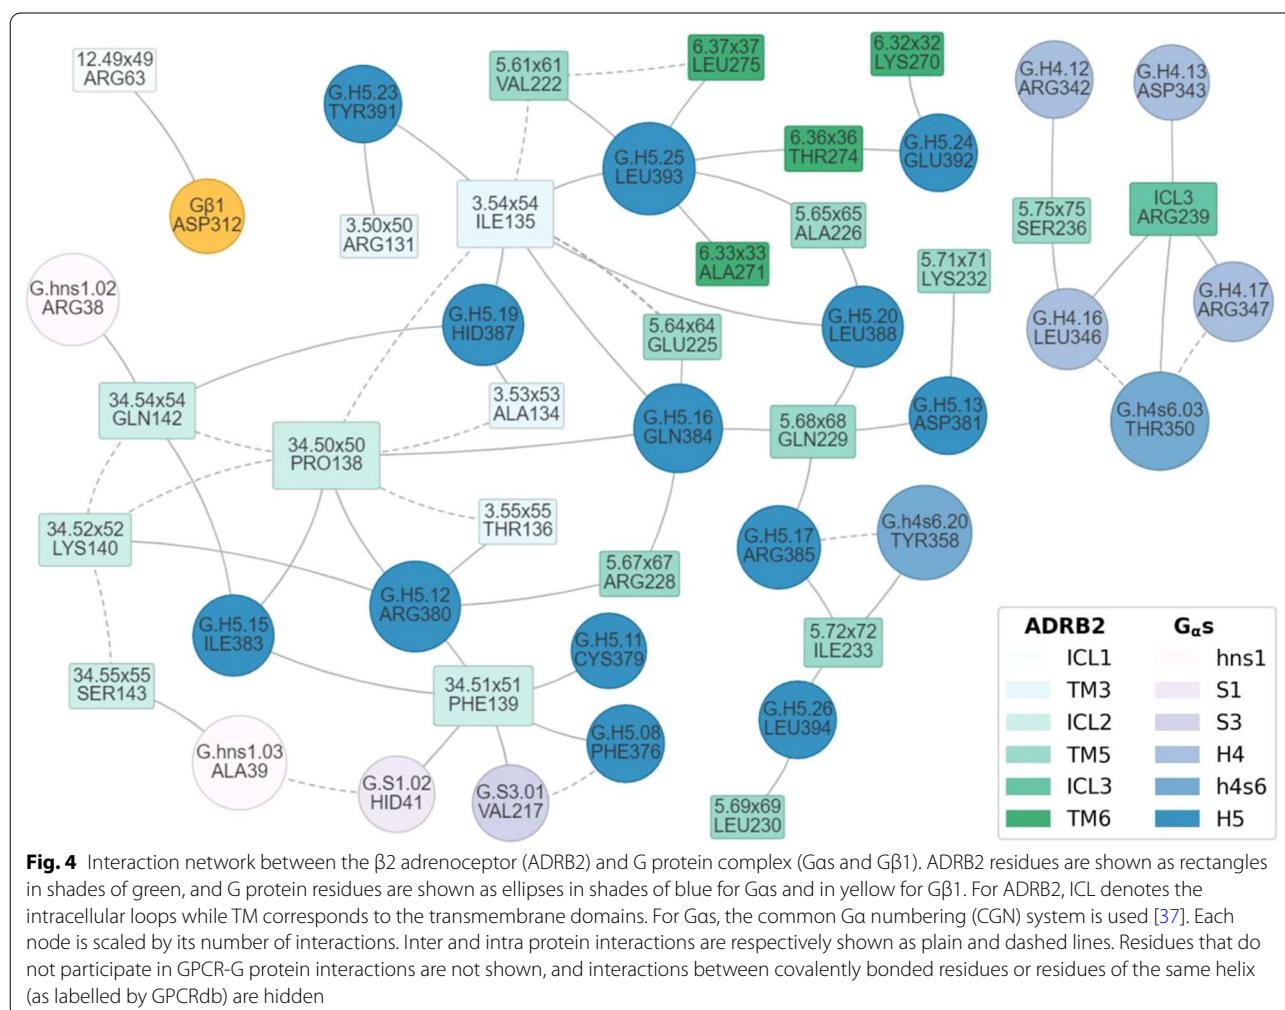 12.49x49
ARG63
G.H5.23
TYR391
5.61x61
VAL222
6.37x37
LEU275
6.32x32
LYS270
G.H4.12
ARG342
G.H4.13
ASP343
G.H5.25
LEU393
6.36x36
THR274
G.H5.24
GLU392
Gβ1
ASP312
3.50x50
ARG131
3.54x54
ILE135
5.65x65
ALA226
5.75x75
SER236
ICL3
ARG239
6.33x33
ALA271
5.71x71
LYS232
G.hns1.02
ARG38
G.H5.19
HID387
5.64x64
GLU225
G.H5.20
LEU388
G.H4.16
LEU346
G.H4.17
ARG347
34.54x54
GLN142
3.53x53
ALA134
G.H5.16
GLN384
5.68x68
GLN229
G.H5.13
ASP381
G.h4s6.03
THR350
34.50x50
PRO138
34.52x52
LYS140
3.55x55
THR136
G.H5.17
ARG385
G.h4s6.20
TYR358
5.67x67
ARG228
G.H5.12
ARG380
G.H5.15
ILE383
G.H5.11
CYS379
5.72x72
ILE233
34.55x55
SER143
34.51x51
PHE139
G.H5.26
LEU394
G.H5.08
PHE376
G.hns1.03
ALA39
G.S1.02
HID41
G.S3.01
VAL217
5.69x69
LEU230
ADRB2 Gαs
ICL1 hns1
TM3 S1
ICL2 S3
TM5 H4
ICL3 h4s6
TM6 H5
Fig. 4 Interaction network between the β2 adrenoceptor (ADRB2) and G protein complex (Gαs and Gβ1). ADRB2 residues are shown as rectangles
in shades of green, and G protein residues are shown as ellipses in shades of blue for Gαs and in yellow for Gβ1. For ADRB2, ICL denotes the
intracellular loops while TM corresponds to the transmembrane domains. For Gαs, the common Gα numbering (CGN) system is used [37]. Each
node is scaled by its number of interactions. Inter and intra protein interactions are respectively shown as plain and dashed lines. Residues that do
not participate in GPCR-G protein interactions are not shown, and interactions between covalently bonded residues or residues of the same helix
(as labelled by GPCRdb) are hidden